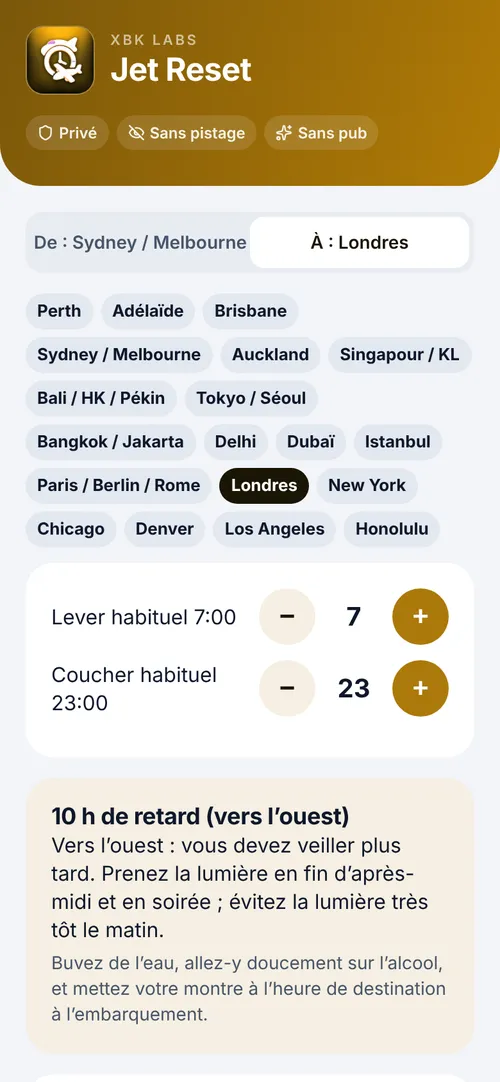 XBK LABS
Jet Reset
Privé
Sans pistage
Sans pub
De : Sydney / Melbourne
À : Londres
Perth
Adélaïde
Brisbane
Sydney / Melbourne
Auckland
Singapour / KL
Bali / HK / Pékin
Tokyo / Séoul
Bangkok / Jakarta
Delhi
Dubaï
Istanbul
Paris / Berlin / Rome
Londres
New York
Chicago
Denver
Los Angeles
Honolulu
Lever habituel 7:00
− 7 +
Coucher habituel
23:00
− 23 +
10 h de retard (vers l’ouest)
Vers l’ouest : vous devez veiller plus
tard. Prenez la lumière en fin d’après-
midi et en soirée ; évitez la lumière très
tôt le matin.
Buvez de l’eau, allez-y doucement sur l’alcool,
et mettez votre montre à l’heure de destination
à l’embarquement.